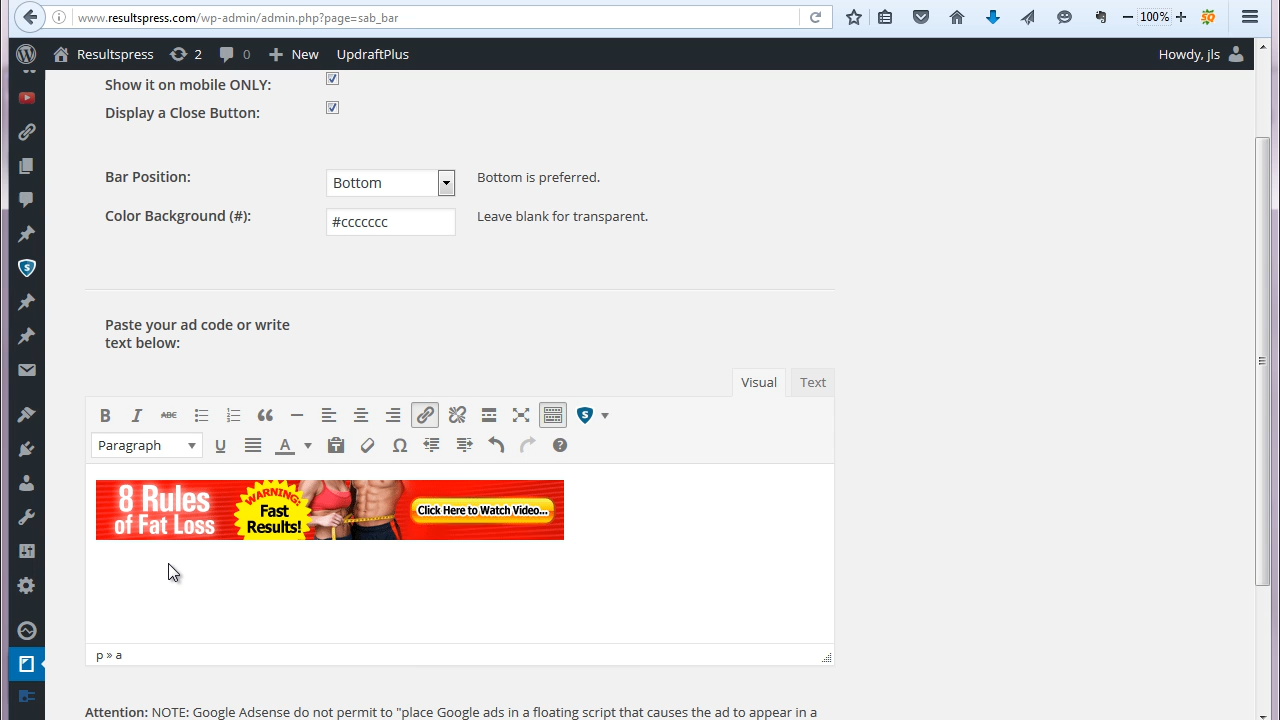 www.resultspress.com/wp-admin/admin.php?page=sab_bar
100%
Resultspress 2 0 New UpdraftPlus Howdy, jls
Show it on mobile ONLY:
Display a Close Button:
Bar Position: Bottom Bottom is preferred.
Color Background (#): #ccccccc Leave blank for transparent.
Paste your ad code or write
text below:
Visual Text
B I ABC
Paragraph U A Ω ?
8 Rules
of Fat Loss
WARNING:
Fast
Results!
Click Here to Watch Video...
p » a
Attention: NOTE: Google Adsense do not permit to "place Google ads in a floating script that causes the ad to appear in a